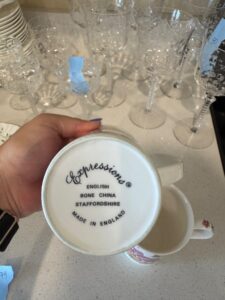 Expressions®
ENGLISH
BONE CHINA
STAFFORDSHIRE
MADE IN ENGLAND